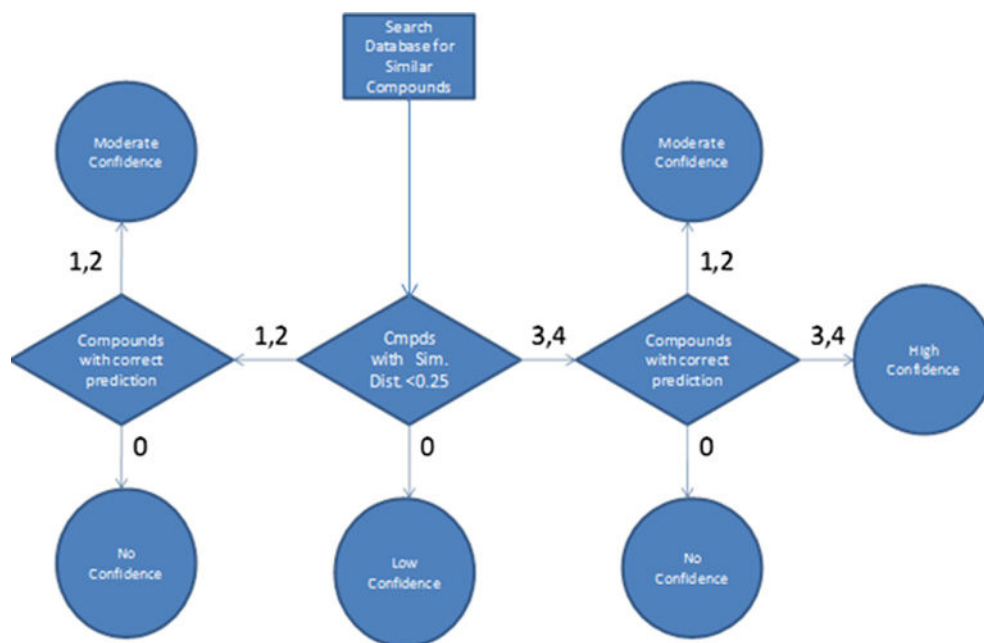 Search
Database for
Similar
Compounds
Moderate
Confidence
Moderate
Confidence
1,2
1,2
Compounds
with correct
prediction
1,2
Cmpds
with Sim.
Dist. <0.25
3,4
Compounds
with correct
prediction
3,4
High
Confidence
0
0
0
No
Confidence
Low
Confidence
No
Confidence